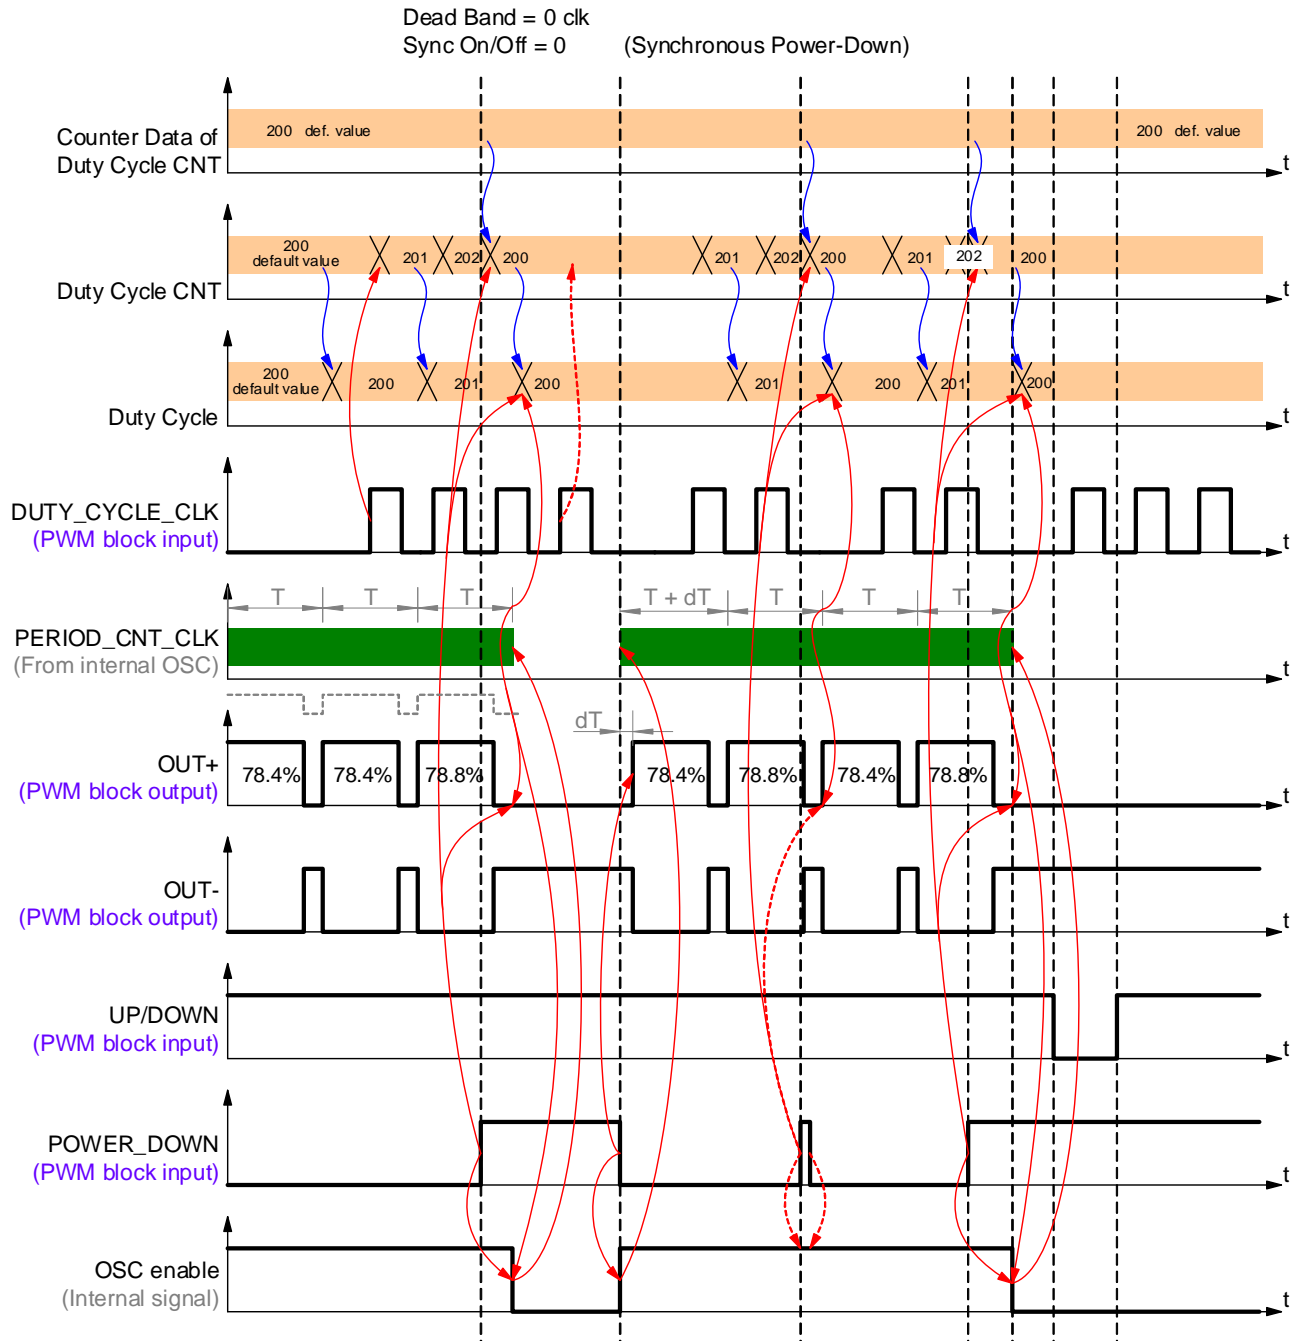 Dead Band = 0 clk
Sync On/Off = 0 (Synchronous Power-Down)
200 def. value
200 def. value
Counter Data of
Duty Cycle CNT
t
200
default value
201
202
200
201
202
200
201
202
200
Duty Cycle CNT
t
200
default value
200
201
200
201
200
201
200
Duty Cycle
t
DUTY_CYCLE_CLK
(PWM block input)
t
T
T
T
T + dT
T
T
T
PERIOD_CNT_CLK
(From internal OSC)
t
dT
OUT+
(PWM block output)
78.4%
78.4%
78.8%
78.4%
78.8%
78.4%
78.8%
t
OUT-
(PWM block output)
t
UP/DOWN
(PWM block input)
t
POWER_DOWN
(PWM block input)
t
OSC enable
(Internal signal)
t